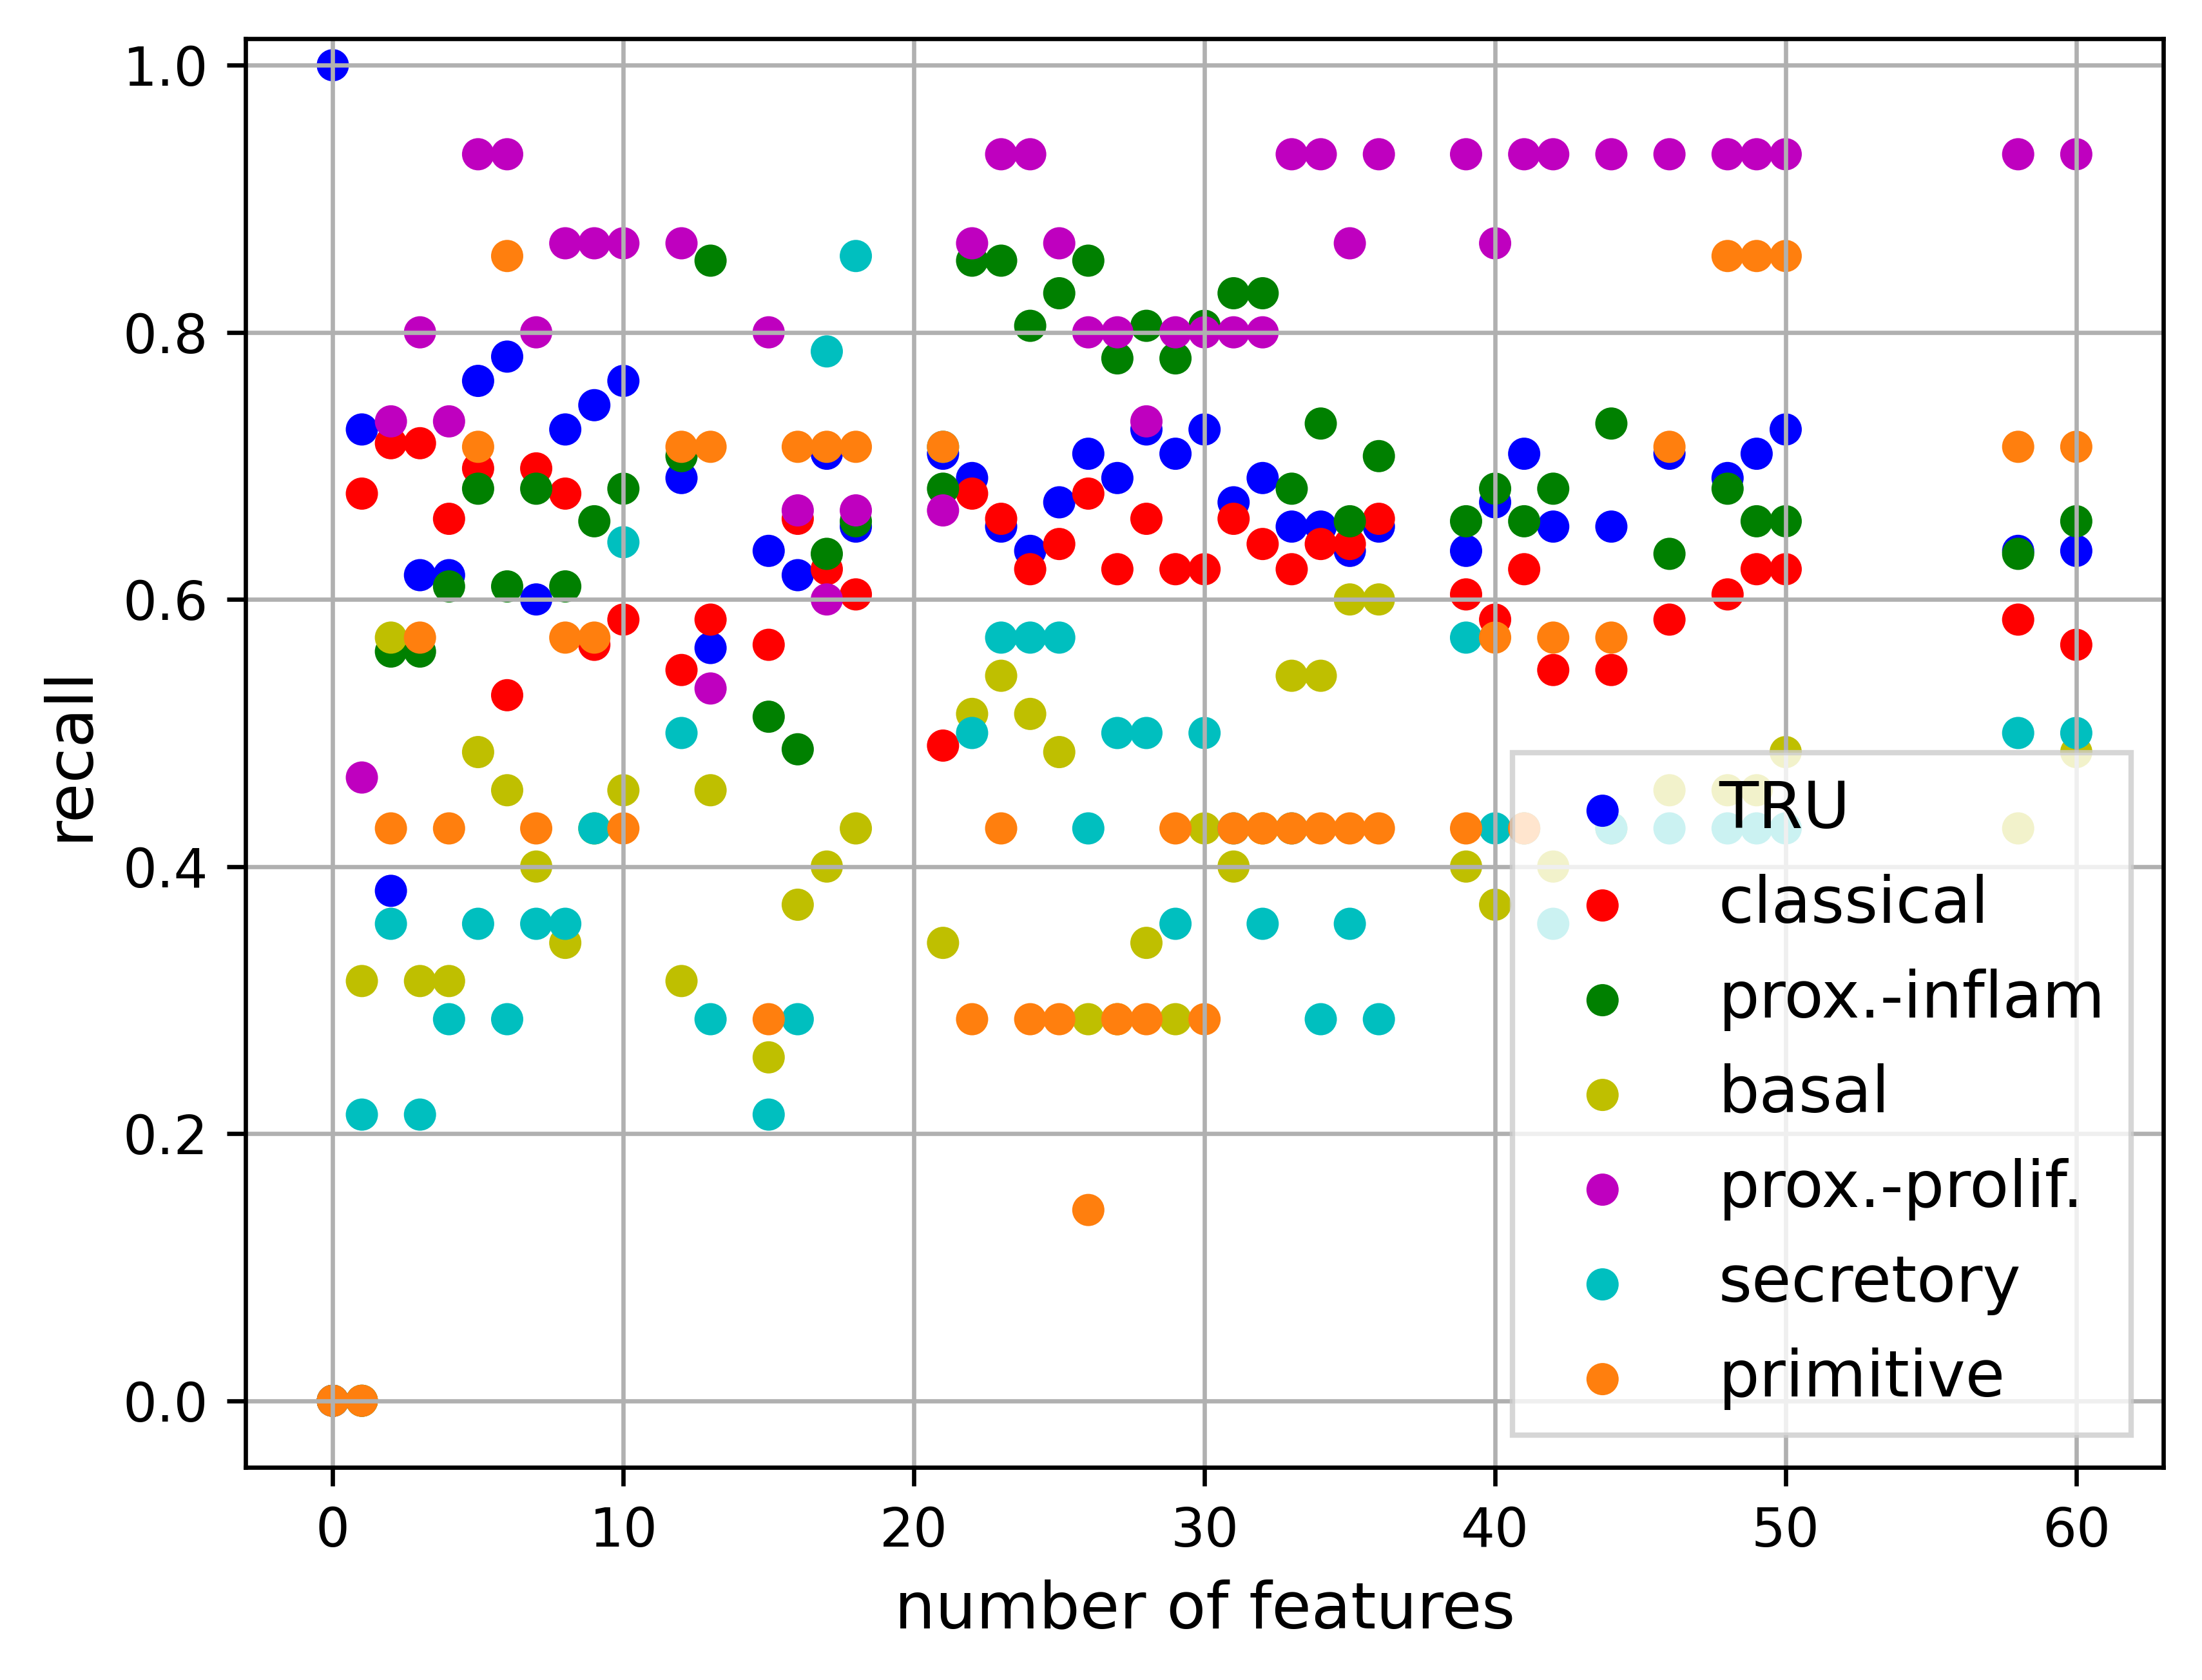 1.0
0.8
0.6
0.4
0.2
0.0
recall
0 10 20 30 40 50 60
number of features
TRU
classical
prox.-inflam
basal
prox.-prolif.
secretory
primitive